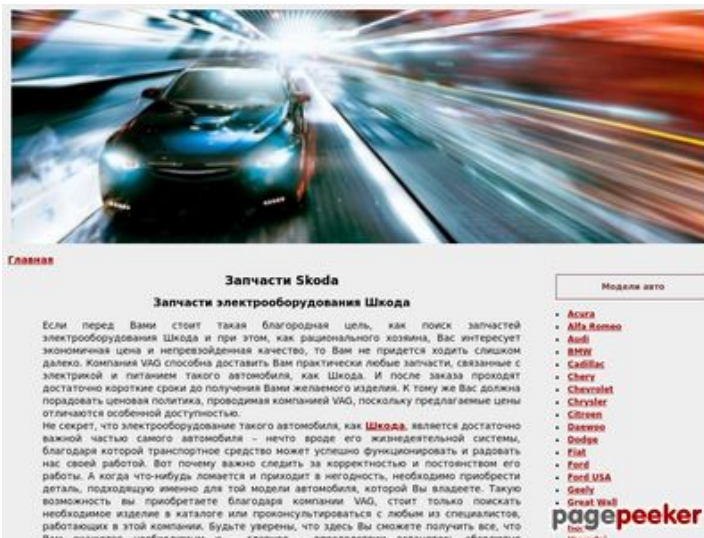 Главная
Запчасти Skoda
Запчасти электрооборудования Шкода
Если перед Вами стоит такая благородная цель, как поиск запчастей
электрооборудования Шкода и при этом, как рационального хозяина, Вас интересует
экономичная цена и непревзойденная качество, то Вам не придется ходить слишком
далеко. Компания VAG способна доставить Вам практически любые запчасти, связанные с
электрикой и питанием такого автомобиля, как Шкода. И после заказа проходят
достаточно короткие сроки до получения Вами желаемого изделия. К тому же Вас должна
порадовать ценовая политика, проводимая компанией VAG, поскольку предлагаемые цены
отличаются особенной доступностью.
Не секрет, что электрооборудование такого автомобиля, как Шкода, является достаточно
важной частью самого автомобиля – нечто вроде его жизнедеятельной системы,
благодаря которой транспортное средство может успешно функционировать и радовать
нас своей работой. Вот почему важно следить за корректностью и постоянством его
работы. А когда что-нибудь ломается и приходит в негодность, необходимо приобрести
деталь, подходящую именно для той модели автомобиля, которой Вы владеете. Такую
возможность вы приобретаете благодаря компании VAG, стоит только поискать
необходимое изделие в каталоге или проконсультироваться с любым из специалистов,
работающих в этой компании. Будьте уверены, что здесь Вы сможете получить все, что
Модели авто
Acura
Alfa Romeo
Audi
BMW
Cadillac
Chery
Chevrolet
Chrysler
Citroen
Daewoo
Dodge
Fiat
Ford
Ford USA
Geely
Great Wall
pagepeeker